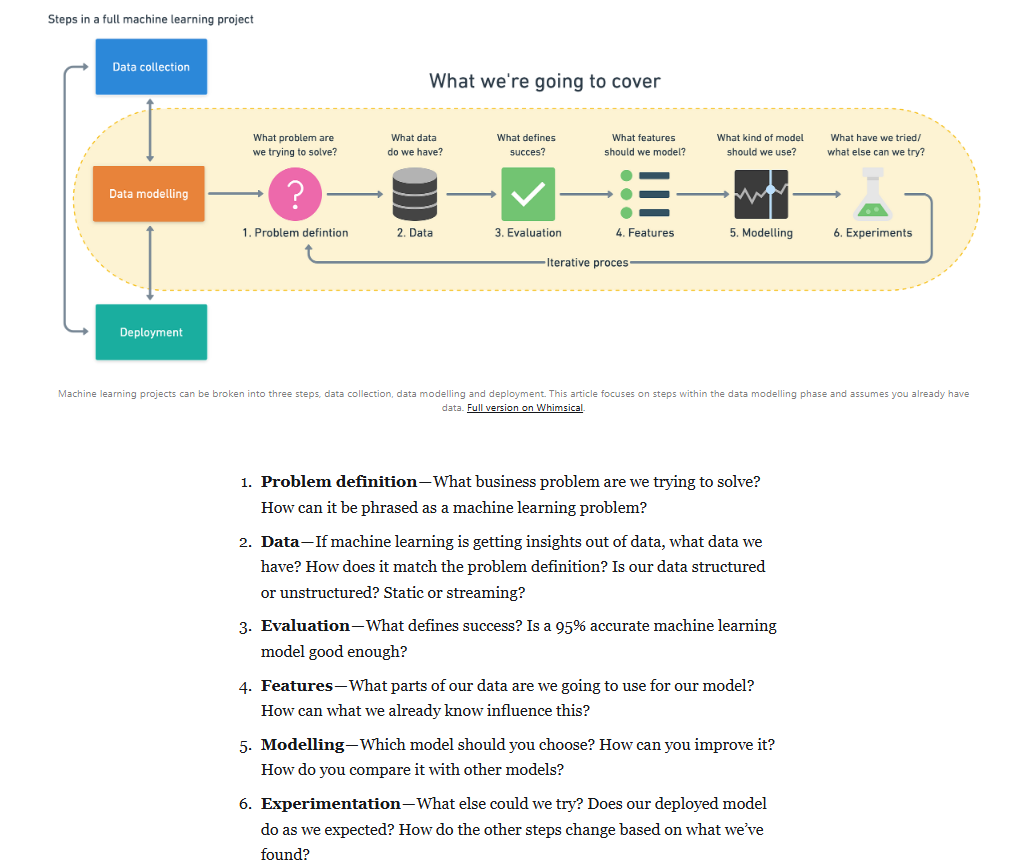 Steps in a full machine learning project
Data collection
What we're going to cover
What problem are
we trying to solve?
What data
do we have?
What defines
succes?
What features
should we model?
What kind of model
should we use?
What have we tried/
what else can we try?
Data modelling
?
1. Problem defintion
2. Data
3. Evaluation
4. Features
5. Modelling
6. Experiments
Iterative proces
Deployment
Machine learning projects can be broken into three steps, data collection, data modelling and deployment. This article focuses on steps within the data modelling phase and assumes you already have
data. Full version on Whimsical.
1. Problem definition—What business problem are we trying to solve?
How can it be phrased as a machine learning problem?
2. Data—If machine learning is getting insights out of data, what data we
have? How does it match the problem definition? Is our data structured
or unstructured? Static or streaming?
3. Evaluation—What defines success? Is a 95% accurate machine learning
model good enough?
4. Features—What parts of our data are we going to use for our model?
How can what we already know influence this?
5. Modelling—Which model should you choose? How can you improve it?
How do you compare it with other models?
6. Experimentation—What else could we try? Does our deployed model
do as we expected? How do the other steps change based on what we’ve
found?